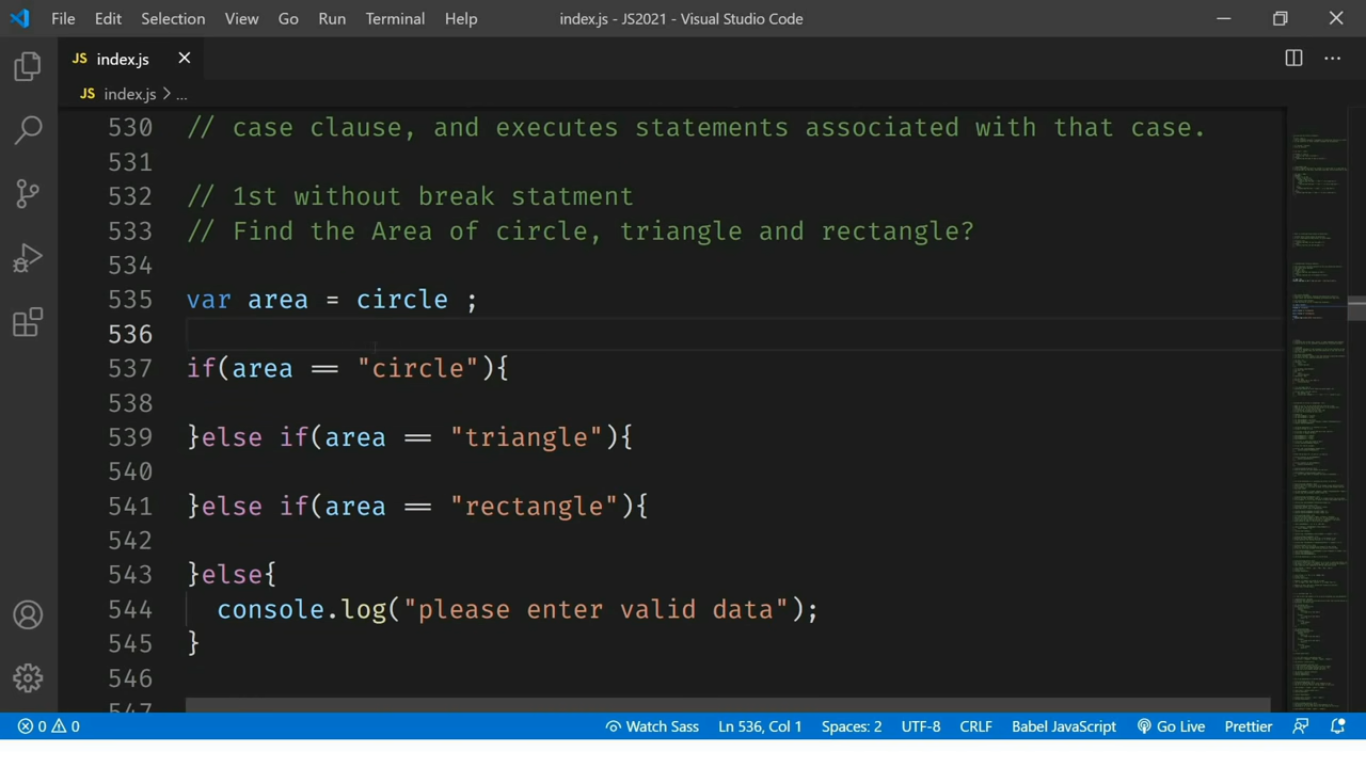 File Edit Selection View Go Run Terminal Help index.js - JS2021 - Visual Studio Code
JS index.js
JS index.js > ...
530 // case clause, and executes statements associated with that case.
531
532 // 1st without break statment
533 // Find the Area of circle, triangle and rectangle?
534
535 var area = circle ;
536
537 if(area == "circle"){
538
539 }else if(area == "triangle"){
540
541 }else if(area == "rectangle"){
542
543 }else{
544 console.log("please enter valid data");
545 }
546
547
0 0 Watch Sass Ln 536, Col 1 Spaces: 2 UTF-8 CRLF Babel JavaScript Go Live Prettier